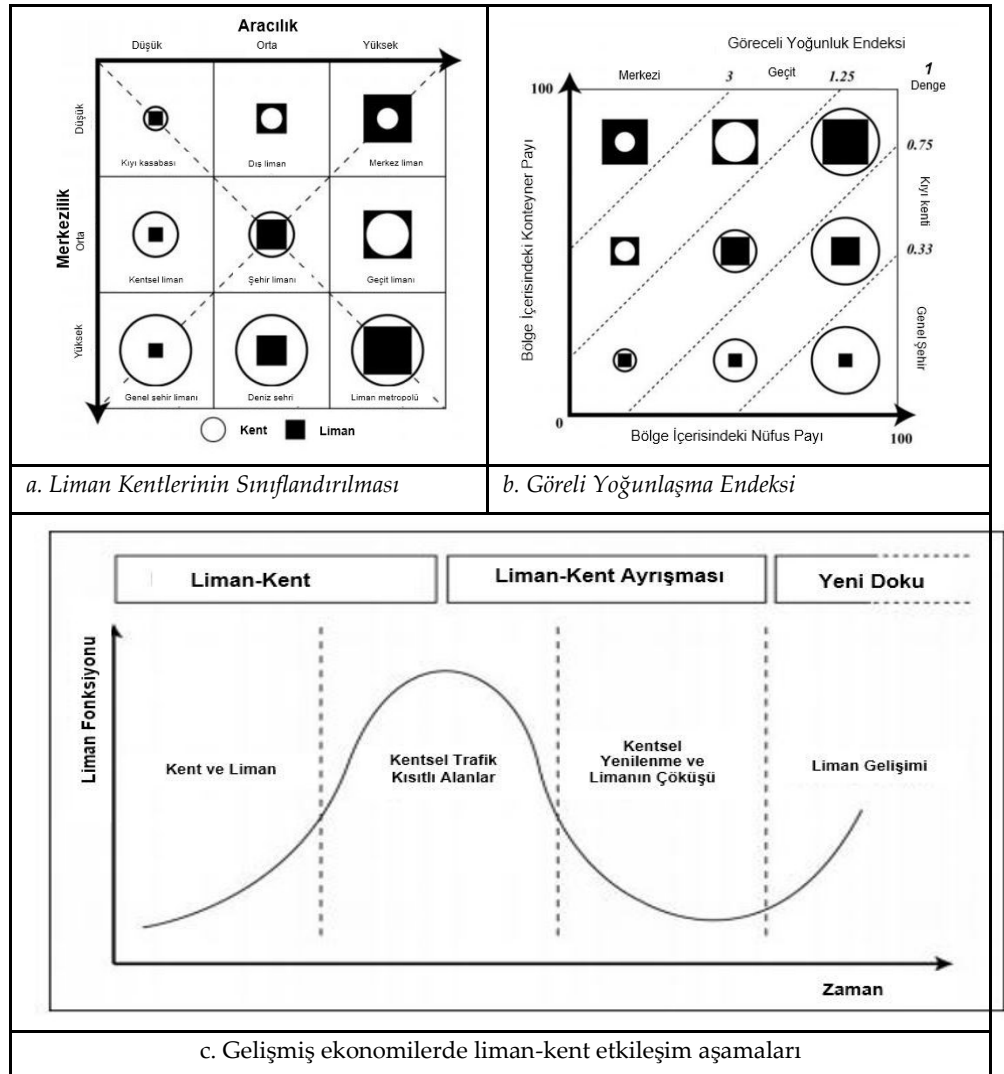 Aracılık
Düşük Orta Yüksek
Merkezilik
Düşük
Orta
Yüksek
Kıyı kasabası Dış liman Merkez liman
Kentsel liman Şehir limanı Geçit limanı
Genel şehir limanı Deniz sehri Liman metropolü
Kent Liman
a. Liman Kentlerinin Sınıflandırılması
Göreceli Yoğunluk Endeksi
Merkezi 3 Geçit 1.25 1
Denge
100
0.75
Kıyı kenti
0.33
Genel Şehir
Bölge İçerisindeki Konteyner Payı
0
Bölge İçerisindeki Nüfus Payı
100
b. Göreli Yoğunlaşma Endeksi
Liman-Kent Liman-Kent Ayrışması Yeni Doku
Liman Fonksiyonu
Kent ve Liman
Kentsel Trafik
Kısıtlı Alanlar
Kentsel
Yenilenme ve
Limanın Çöküşü
Liman Gelişimi
Zaman
c. Gelişmiş ekonomilerde liman-kent etkileşim aşamaları